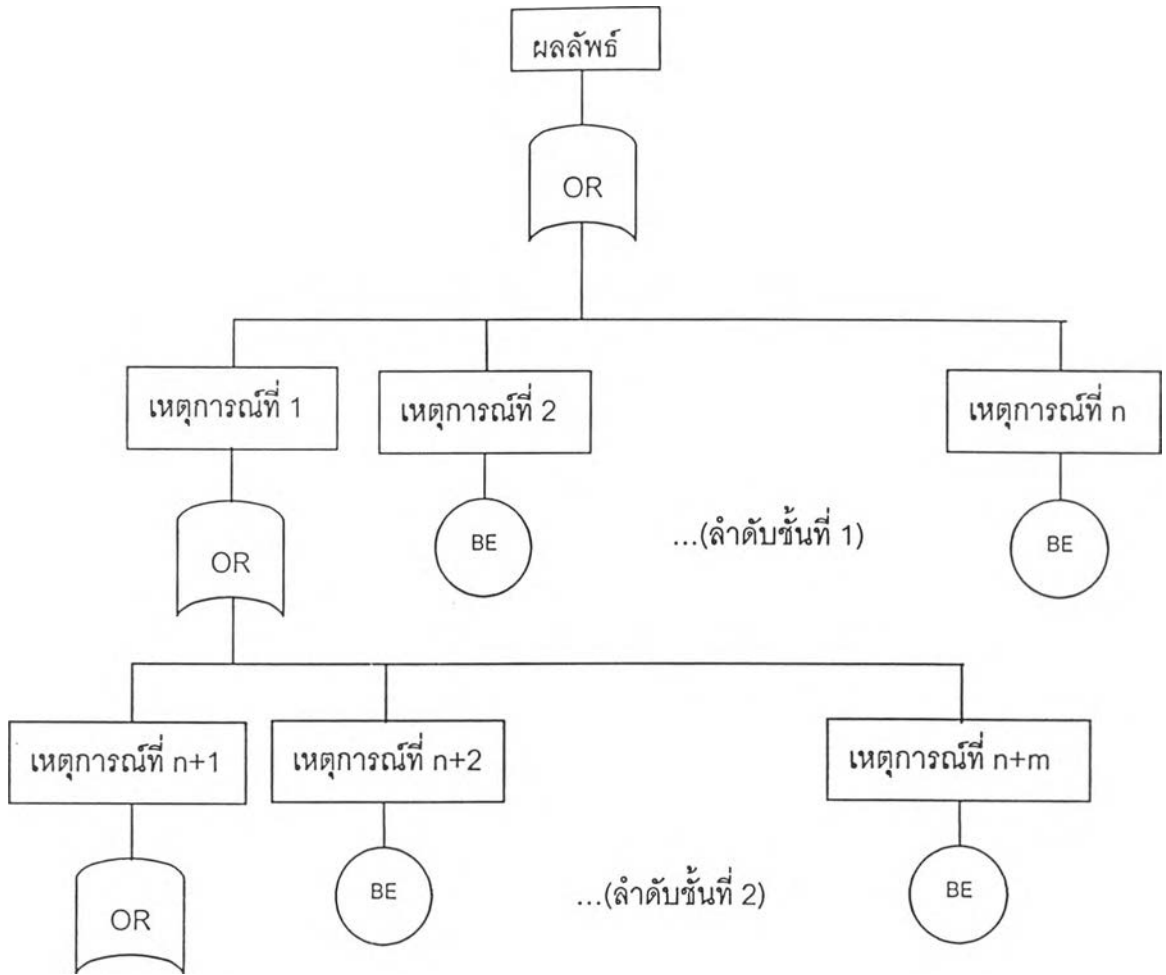 ผลลัพธ์
OR
เหตุการณ์ที่ 1
เหตุการณ์ที่ 2
เหตุการณ์ที่ n
OR
BE
...(ลำดับชั้นที่ 1)
BE
เหตุการณ์ที่ n+1
เหตุการณ์ที่ n+2
เหตุการณ์ที่ n+m
OR
BE
...(ลำดับชั้นที่ 2)
BE